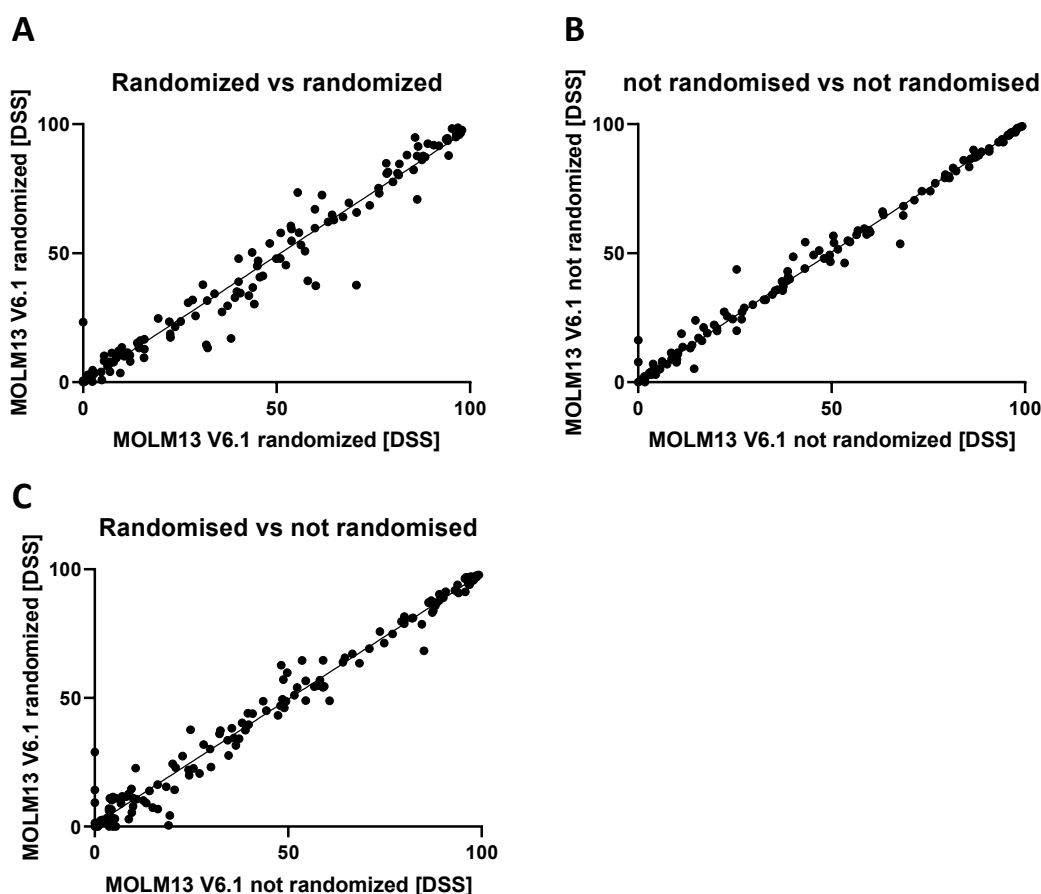 A
Randomized vs randomized
MOLM13 V6.1 randomized [DSS]
100
50
0
0
50
100
MOLM13 V6.1 randomized [DSS]
B
not randomised vs not randomised
MOLM13 V6.1 not randomized [DSS]
100
50
0
0
50
100
MOLM13 V6.1 not randomized [DSS]
C
Randomised vs not randomised
MOLM13 V6.1 randomized [DSS]
100
50
0
0
50
100
MOLM13 V6.1 not randomized [DSS]